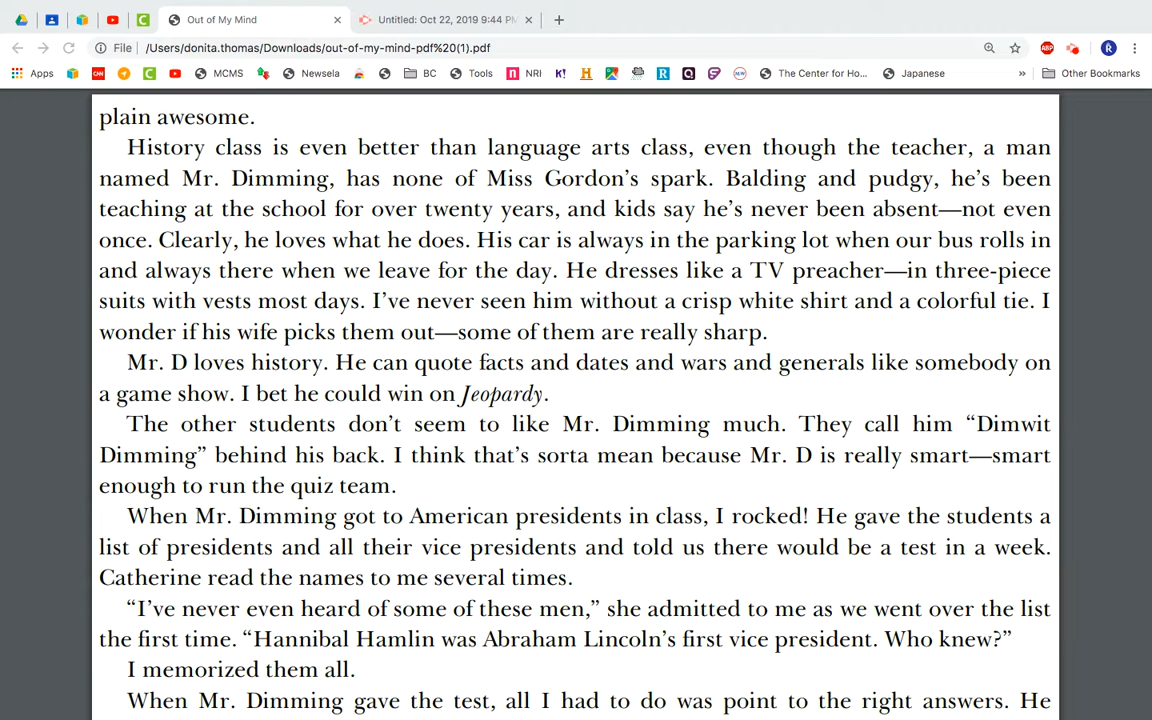 Out of My Mind
Untitled: Oct 22, 2019 9:44 PM
File
/Users/donita.thomas/Downloads/out-of-my-mind-pdf%20(1).pdf
Apps
MCMS
Newsela
BC
Tools
NRI
The Center for Ho...
Japanese
»
Other Bookmarks
plain awesome.
History class is even better than language arts class, even though the teacher, a man
named Mr. Dimming, has none of Miss Gordon’s spark. Balding and pudgy, he’s been
teaching at the school for over twenty years, and kids say he’s never been absent—not even
once. Clearly, he loves what he does. His car is always in the parking lot when our bus rolls in
and always there when we leave for the day. He dresses like a TV preacher—in three-piece
suits with vests most days. I’ve never seen him without a crisp white shirt and a colorful tie. I
wonder if his wife picks them out—some of them are really sharp.
Mr. D loves history. He can quote facts and dates and wars and generals like somebody on
a game show. I bet he could win on Jeopardy.
The other students don’t seem to like Mr. Dimming much. They call him “Dimwit
Dimming” behind his back. I think that’s sorta mean because Mr. D is really smart—smart
enough to run the quiz team.
When Mr. Dimming got to American presidents in class, I rocked! He gave the students a
list of presidents and all their vice presidents and told us there would be a test in a week.
Catherine read the names to me several times.
“I’ve never even heard of some of these men,” she admitted to me as we went over the list
the first time. “Hannibal Hamlin was Abraham Lincoln’s first vice president. Who knew?”
I memorized them all.
When Mr. Dimming gave the test, all I had to do was point to the right answers. He